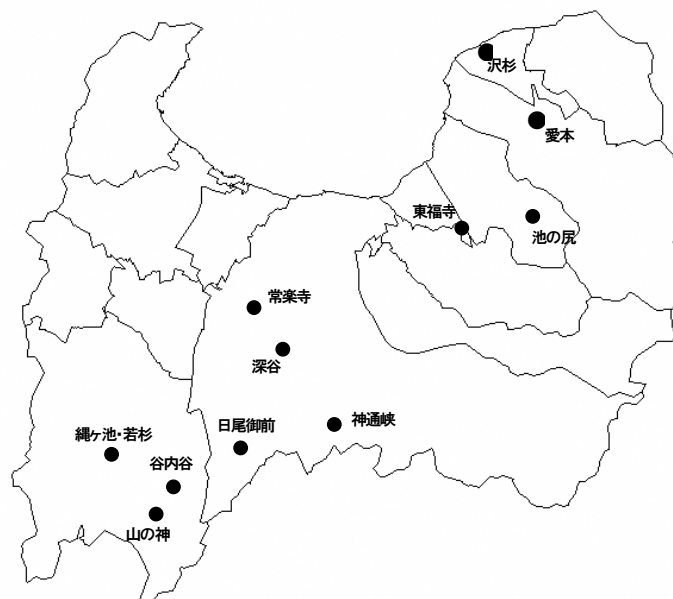 沢杉
愛本
東福寺
池の尻
常楽寺
深谷
神通峡
日尾御前
縄ヶ池・若杉
谷内谷
山の神